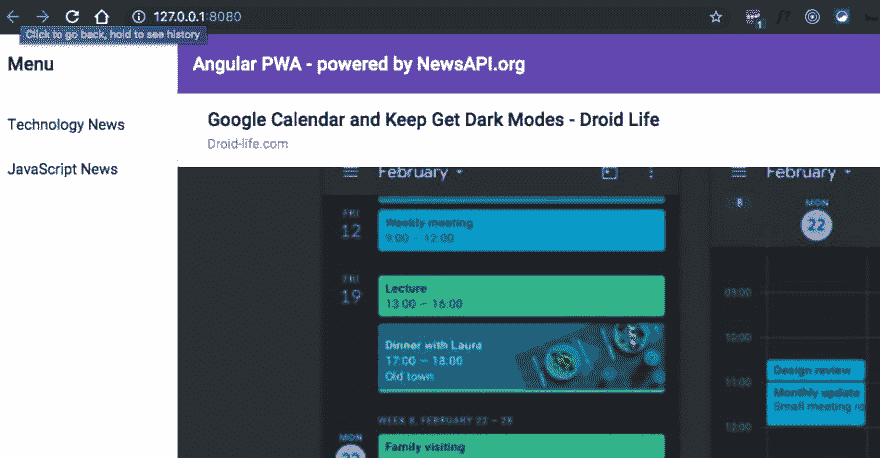 127.0.0.1:8080
1
Click to go back, hold to see history
Menu
Angular PWA - powered by NewsAPI.org
Technology News
JavaScript News
Google Calendar and Keep Get Dark Modes - Droid Life
Droid-life.com
February
FRI
12
Weekly meeting
9:00 – 12:00
FRI
19
Lecture
13:00 – 16:00
Dinner with Laura
17:00 – 18:00
Old town
WEEK 8, FEBRUARY 22 – 28
MON
22
Family visiting
February
8
MON
22
09:00
12:00
11:00
12:00
Design review
Monthly update
Small meeting